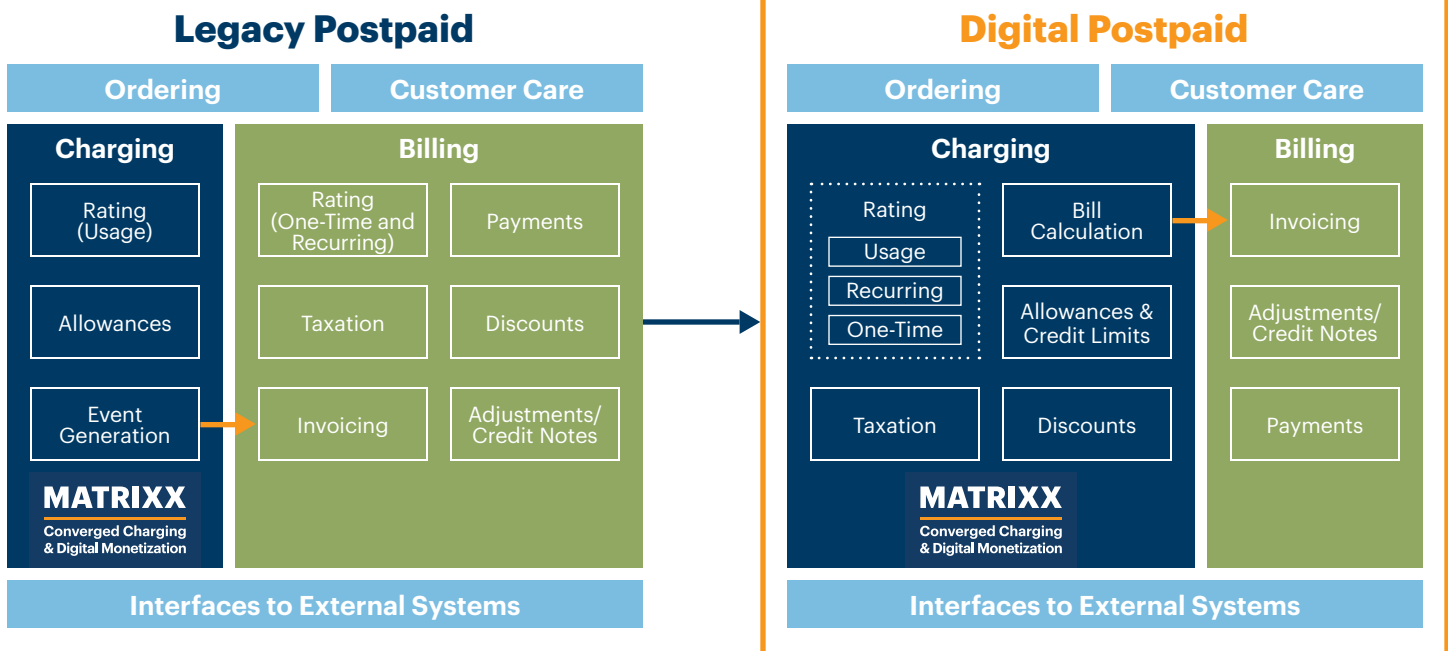 Legacy Postpaid
Ordering
Customer Care
Charging
Rating
(Usage)
Allowances
Event
Generation
MATRIXX
Converged Charging
& Digital Monetization
Billing
Rating
(One-Time and
Recurring)
Payments
Taxation
Discounts
Invoicing
Adjustments/
Credit Notes
Interfaces to External Systems
Digital Postpaid
Ordering
Customer Care
Charging
Rating
Usage
Recurring
One-Time
Bill
Calculation
Allowances &
Credit Limits
Taxation
Discounts
MATRIXX
Converged Charging
& Digital Monetization
Billing
Invoicing
Adjustments/
Credit Notes
Payments
Interfaces to External Systems